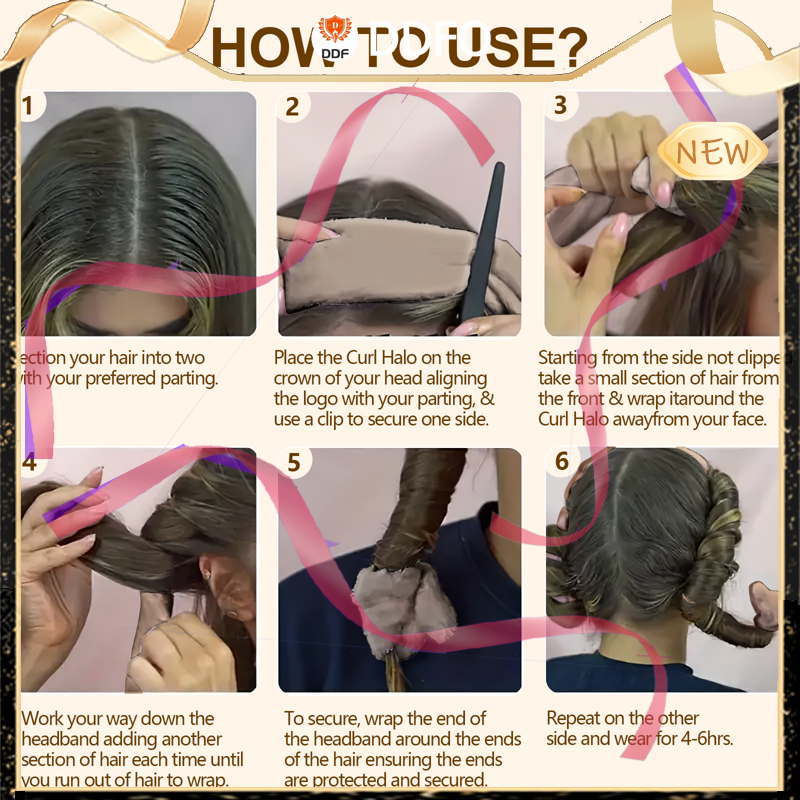 HOW TO USE?
DDF
NEW
1
ection your hair into two
ith your preferred parting.
2
Place the Curl Halo on the
crown of your head aligning
the logo with your parting, &
use a clip to secure one side.
3
Starting from the side not clipped
take a small section of hair from
the front & wrap itaround the
Curl Halo awayfrom your face.
4
Work your way down the
headband adding another
section of hair each time until
you run out of hair to wrap.
5
To secure, wrap the end of
the headband around the ends
of the hair ensuring the ends
are protected and secured.
6
Repeat on the other
side and wear for 4-6hrs.